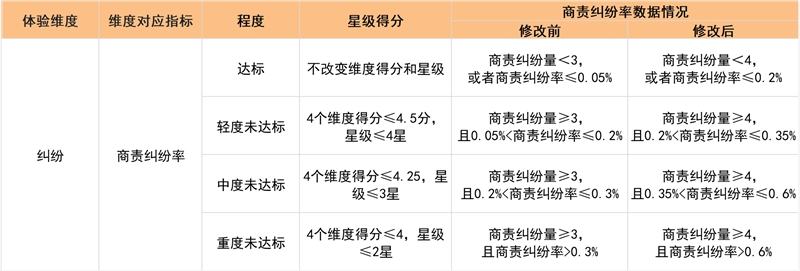 体验维度
维度对应指标
程度
星级得分
商责纠纷率数据情况
修改前
修改后
纠纷
商责纠纷率
达标
不改变维度得分和星级
商责纠纷量<3,
或者商责纠纷率≤0.05%
商责纠纷量<4,
或者商责纠纷率≤0.2%
轻度未达标
4个维度得分≤4.5分,
星级≤4星
商责纠纷量≥3,
且0.05%<商责纠纷率≤0.2%
商责纠纷量≥4,
且0.2%<商责纠纷率≤0.35%
中度未达标
4个维度得分≤4.25, 星
级≤3星
商责纠纷量≥3,
且0.2%<商责纠纷率≤0.3%
商责纠纷量≥4,
且0.35%<商责纠纷率≤0.6%
重度未达标
4个维度得分≤4, 星级
≤2星
商责纠纷量≥3,
且商责纠纷率>0.3%
商责纠纷量≥4,
且商责纠纷率>0.6%